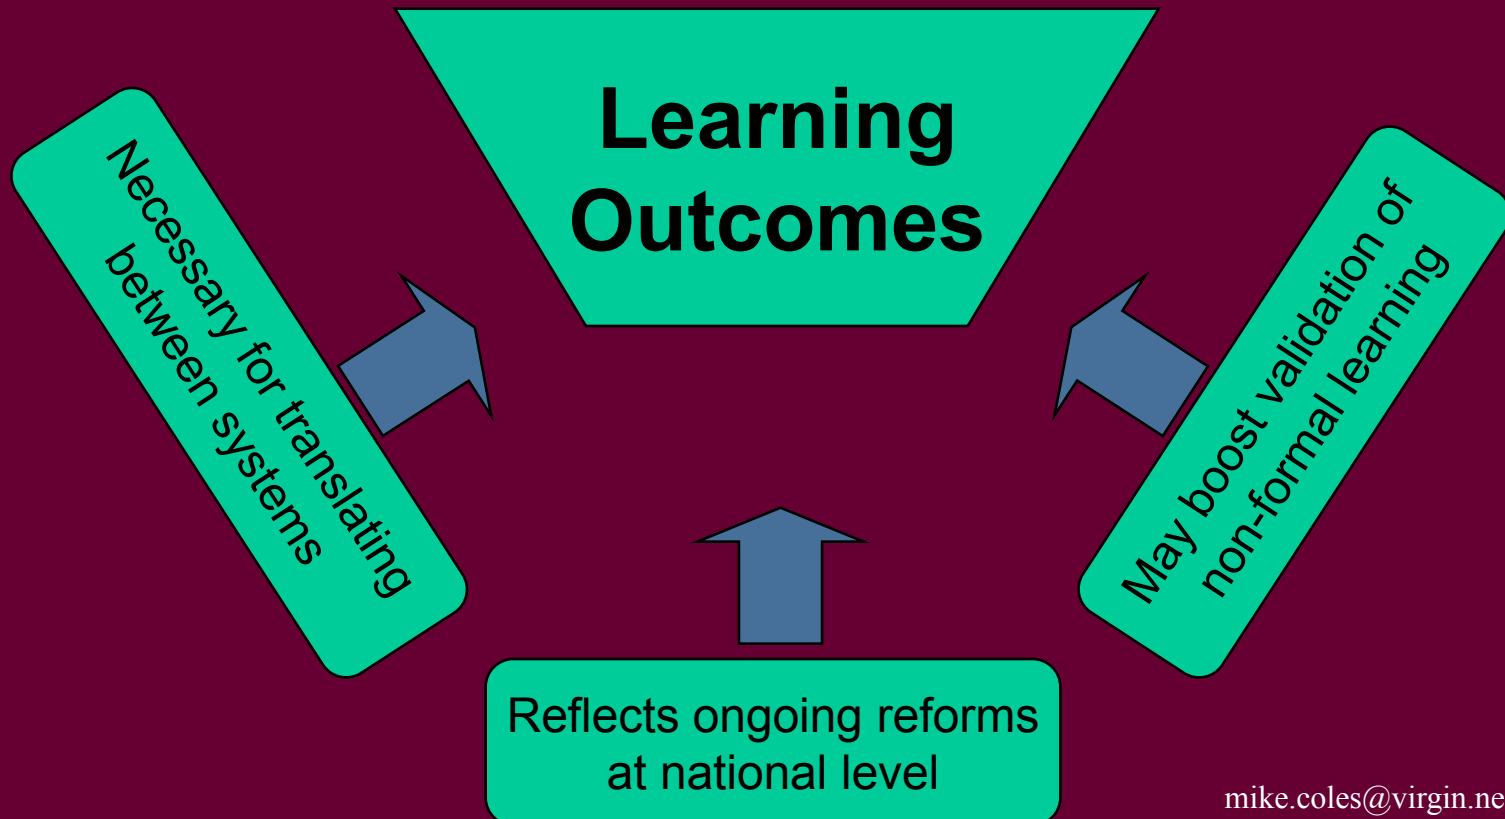 Learning
Outcomes
Necessary for translating
between systems
May boost validation of
non-formal learning
Reflects ongoing reforms
at national level
mike.coles@virgin.ne